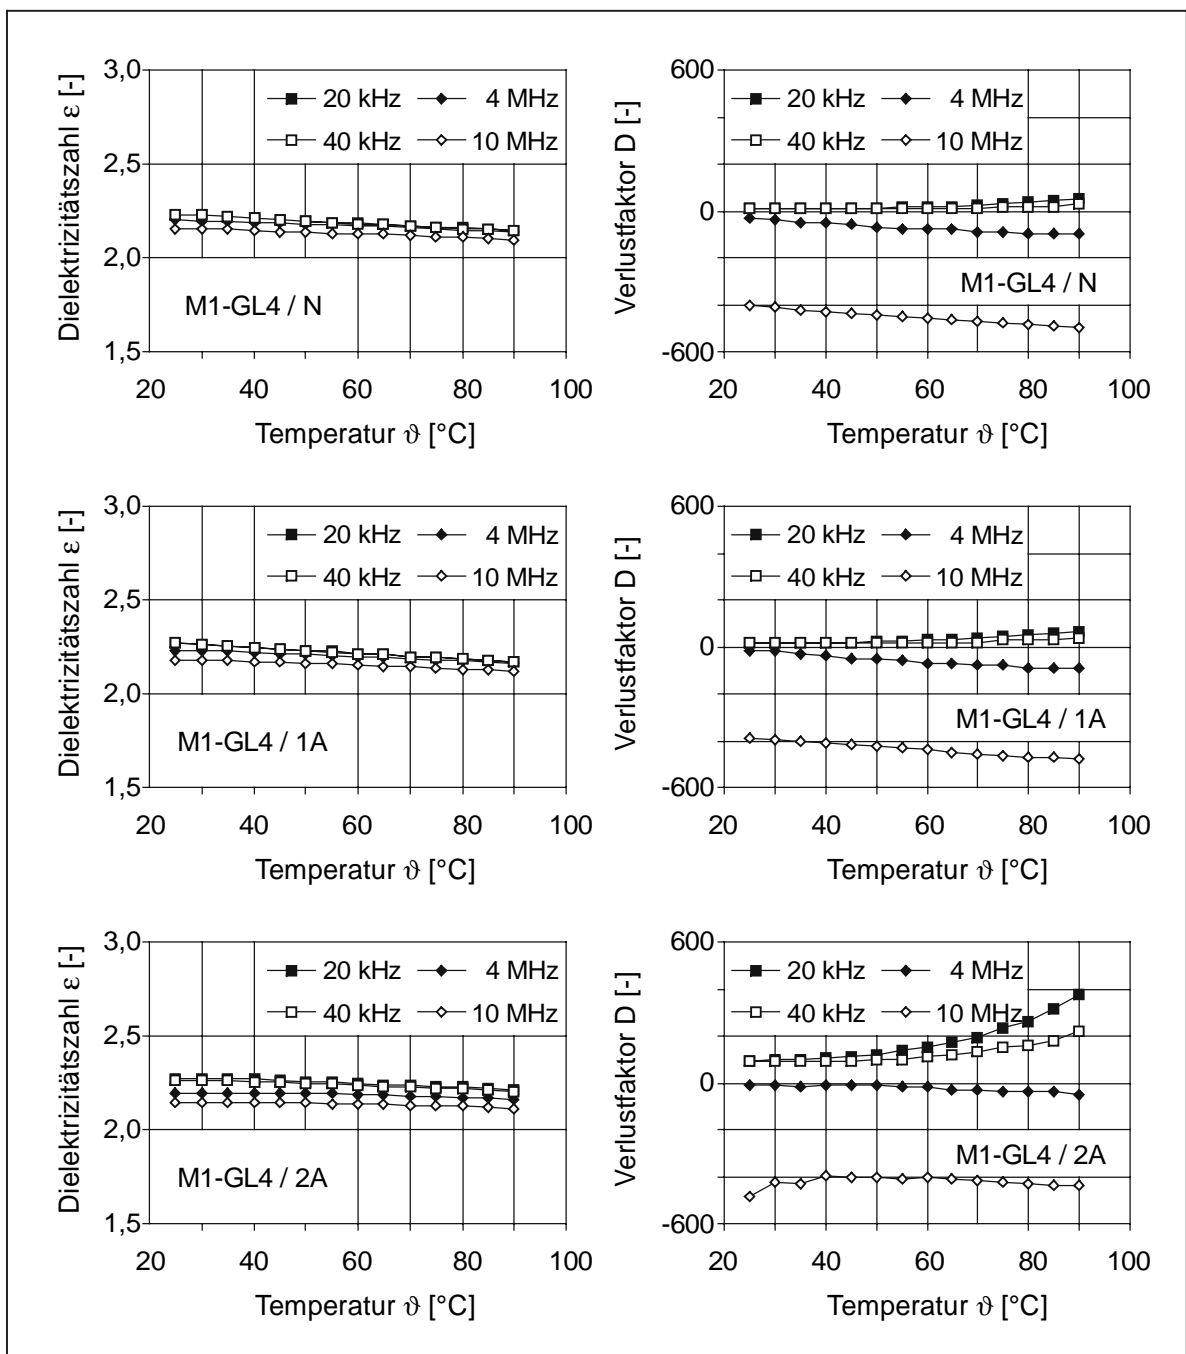 Dielektrizitätszahl ε [-]
3,0
2,5
2,0
1,5
20 kHz 4 MHz
40 kHz 10 MHz
M1-GL4 / N
20 40 60 80 100
Temperatur ϑ [°C]
Verlustfaktor D [-]
600
0
-600
20 kHz 4 MHz
40 kHz 10 MHz
M1-GL4 / N
20 40 60 80 100
Temperatur ϑ [°C]
Dielektrizitätszahl ε [-]
3,0
2,5
2,0
1,5
20 kHz 4 MHz
40 kHz 10 MHz
M1-GL4 / 1A
20 40 60 80 100
Temperatur ϑ [°C]
Verlustfaktor D [-]
600
0
-600
20 kHz 4 MHz
40 kHz 10 MHz
M1-GL4 / 1A
20 40 60 80 100
Temperatur ϑ [°C]
Dielektrizitätszahl ε [-]
3,0
2,5
2,0
1,5
20 kHz 4 MHz
40 kHz 10 MHz
M1-GL4 / 2A
20 40 60 80 100
Temperatur ϑ [°C]
Verlustfaktor D [-]
600
0
-600
20 kHz 4 MHz
40 kHz 10 MHz
M1-GL4 / 2A
20 40 60 80 100
Temperatur ϑ [°C]